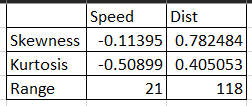 Speed Dist
Skewness -0.11395 0.782484
Kurtosis -0.50899 0.405053
Range 21 118